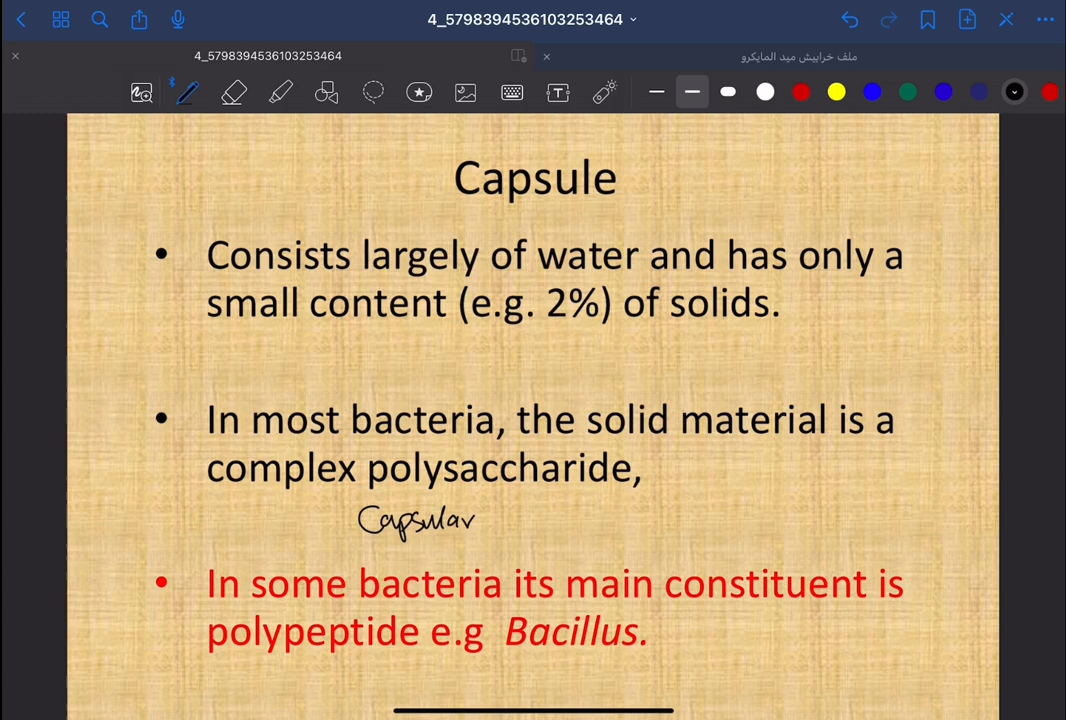 4_5798394536103253464
4_5798394536103253464
ملف خرابيش ميد المايكرو
Capsule
• Consists largely of water and has only a
small content (e.g. 2%) of solids.
• In most bacteria, the solid material is a
complex polysaccharide,
Capsular
• In some bacteria its main constituent is
polypeptide e.g Bacillus.